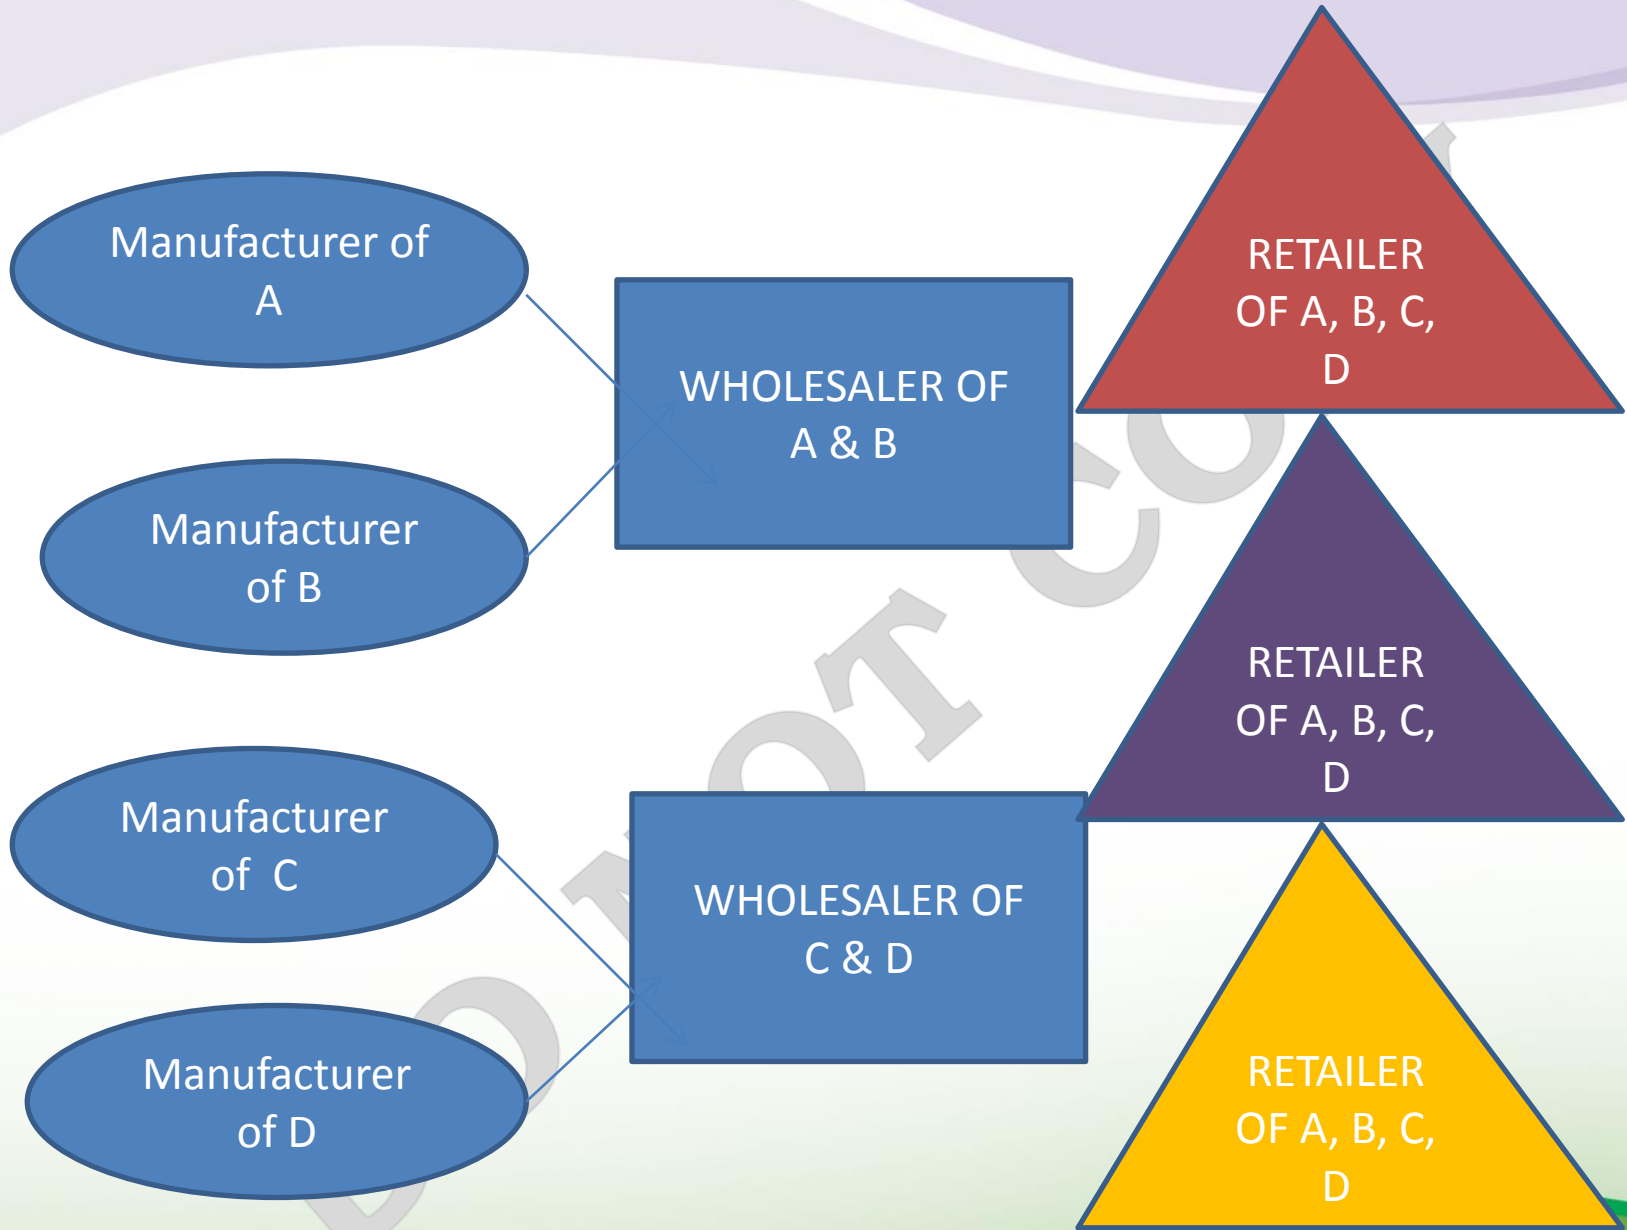 Manufacturer of
A
Manufacturer
of B
Manufacturer
of  C
Manufacturer
of D
WHOLESALER OF
A & B
WHOLESALER OF
C & D
RETAILER
OF A, B, C,
D
RETAILER
OF A, B, C,
D
RETAILER
OF A, B, C,
D